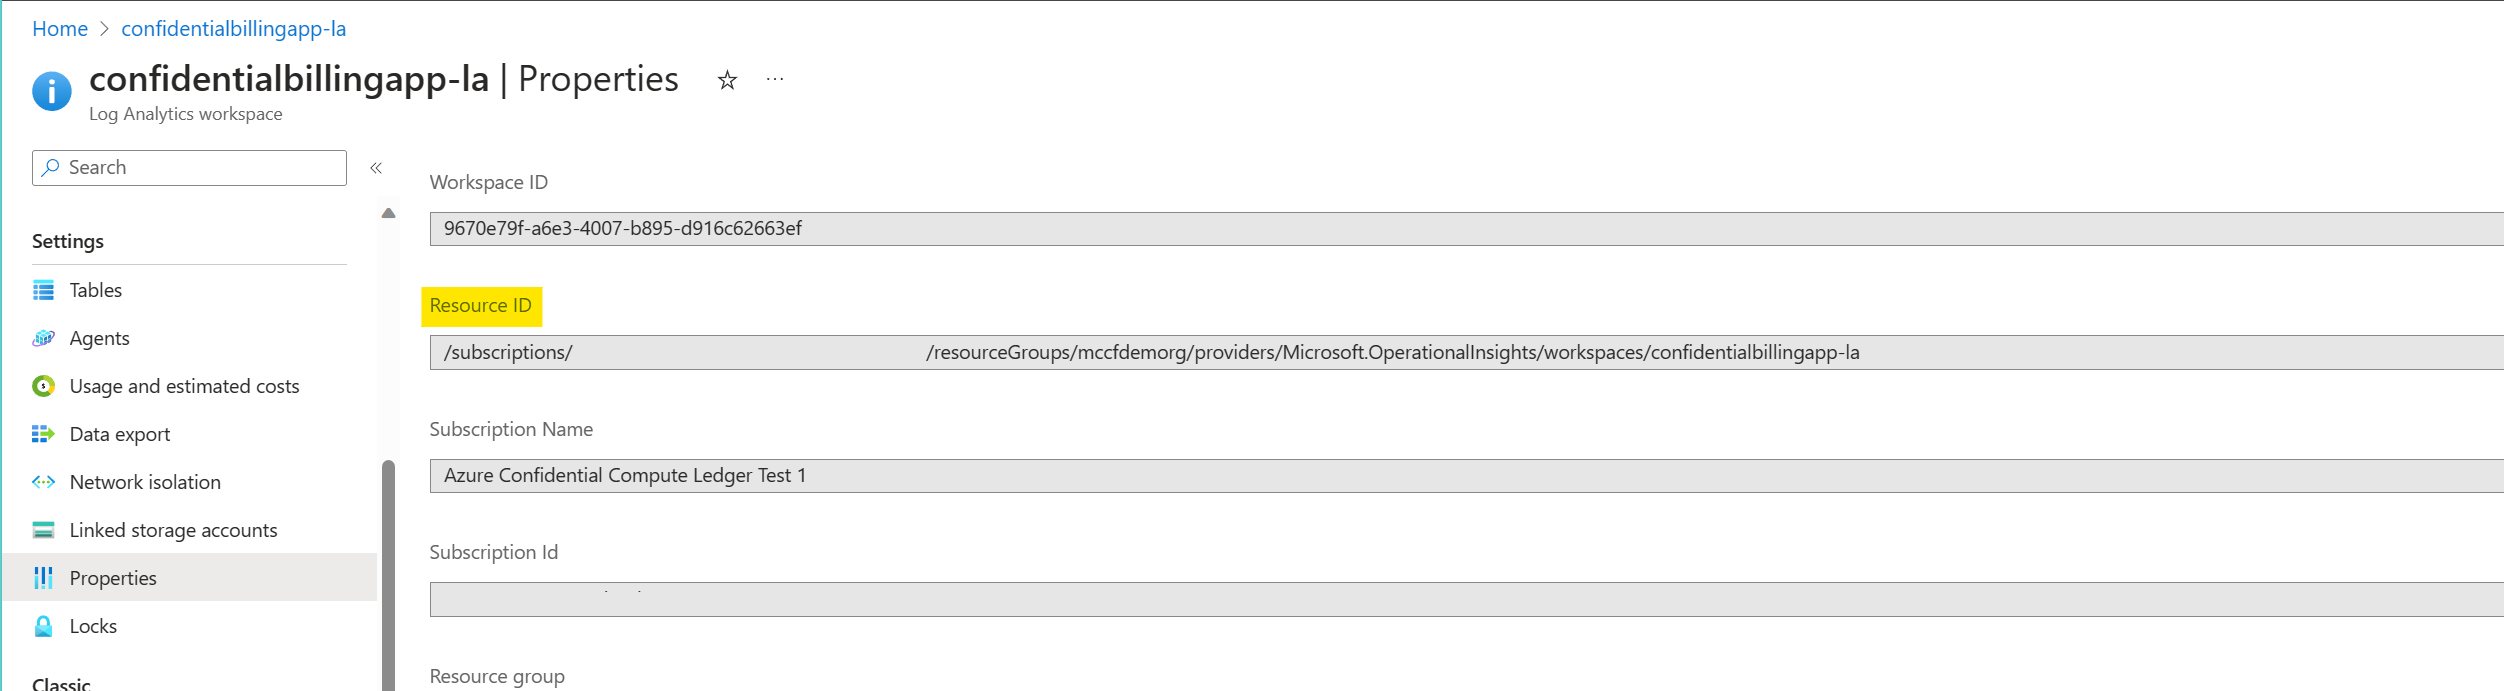 Home > confidentialbillingapp-la
confidentialbillingapp-la | Properties
Log Analytics workspace
Search
Settings
Tables
Agents
Usage and estimated costs
Data export
Network isolation
Linked storage accounts
Properties
Locks
Classic
Workspace ID
9670e79f-a6e3-4007-b895-d916c62663ef
Resource ID
/subscriptions/ /resourceGroups/mccfdemorg/providers/Microsoft.OperationalInsights/workspaces/confidentialbillingapp-la
Subscription Name
Azure Confidential Compute Ledger Test 1
Subscription Id
Resource group